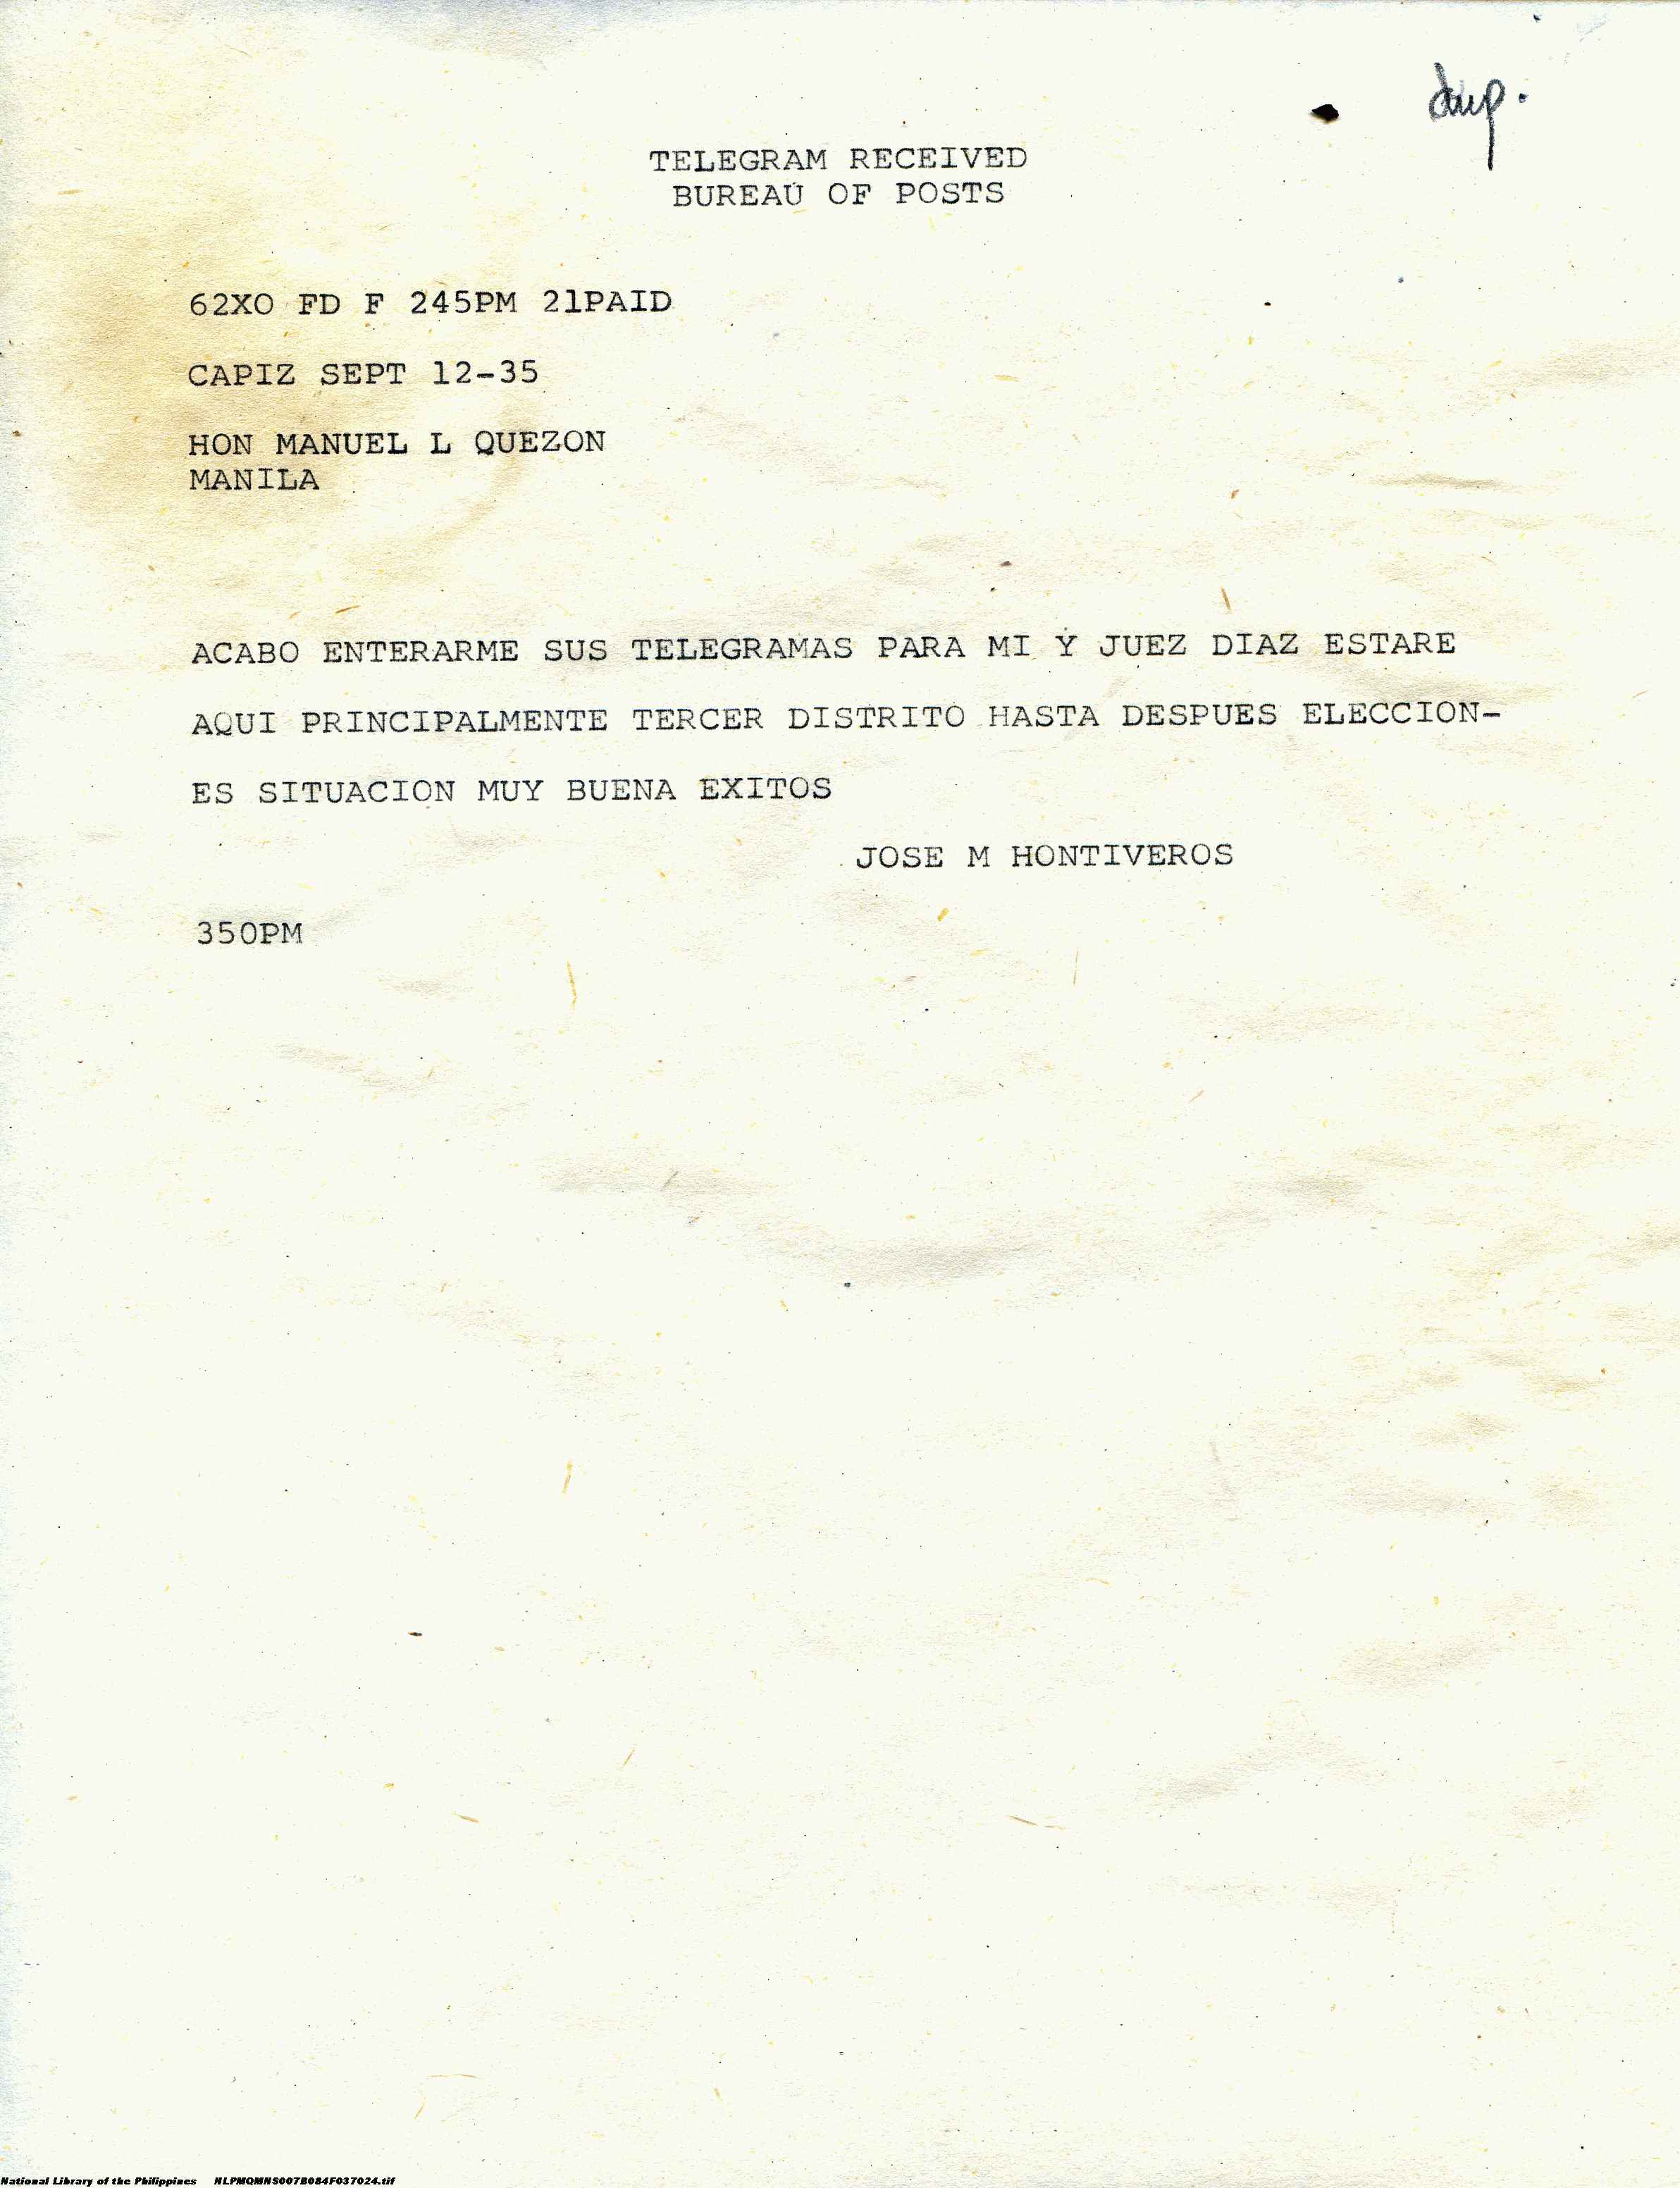 dup.
TELEGRAM RECEIVED
BUREAU OF POSTS
62XO FD F 245PM 21PAID
CAPIZ SEPT 12-35
HON MANUEL L QUEZON
MANILA
ACABO ENTERARME SUS TELEGRAMAS PARA MI Y JUEZ DIAZ ESTARE
AQUI PRINCIPALMENTE TERCER DISTRITO HASTA DESPUES ELECCION-
ES SITUACION MUY BUENA EXITOS
JOSE M HONTIVEROS
350PM
National Library of the Philippines NLPMQMNS007B084F037024.tif